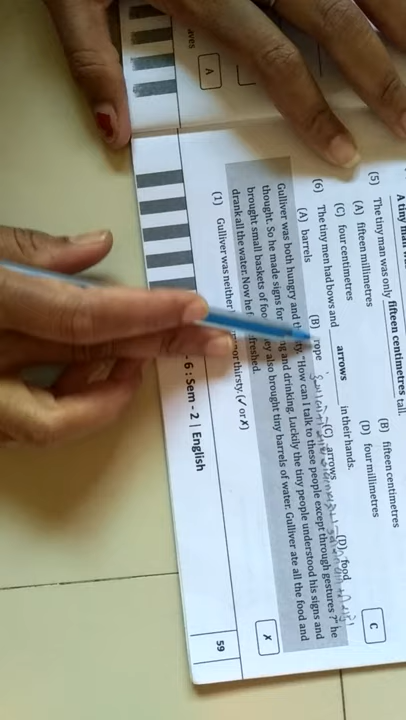 A tiny man
(5) The tiny man was only fifteen centimetres tall.
(A) fifteen millimetres (B) fifteen centimetres
(C) four centimetres (D) four millimetres
C
(6) The tiny men had bows and arrows in their hands.
(A) barrels (B) rope (C) arrows (D) food
Gulliver was both hungry and thirsty. 'How can I talk to these people except through gestures ?' he
thought. So he made signs for eating and drinking. Luckily the tiny people understood his signs and
brought small baskets of food. They also brought tiny barrels of water. Gulliver ate all the food and
drank all the water. Now he refreshed.
(1) Gulliver was neither nor thirsty. (✓ or X)
X
6 : Sem - 2 | English
59
aves
A